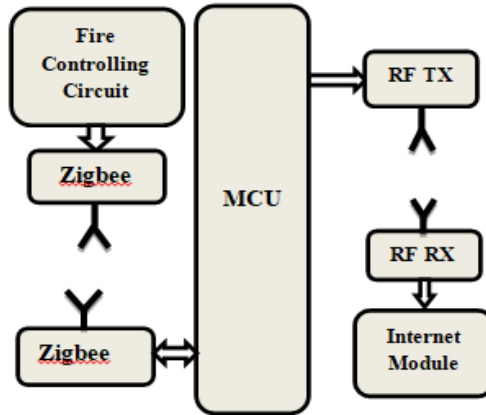 Fire
Controlling
Circuit
Zigbee
Zigbee
MCU
RF TX
RF RX
Internet
Module